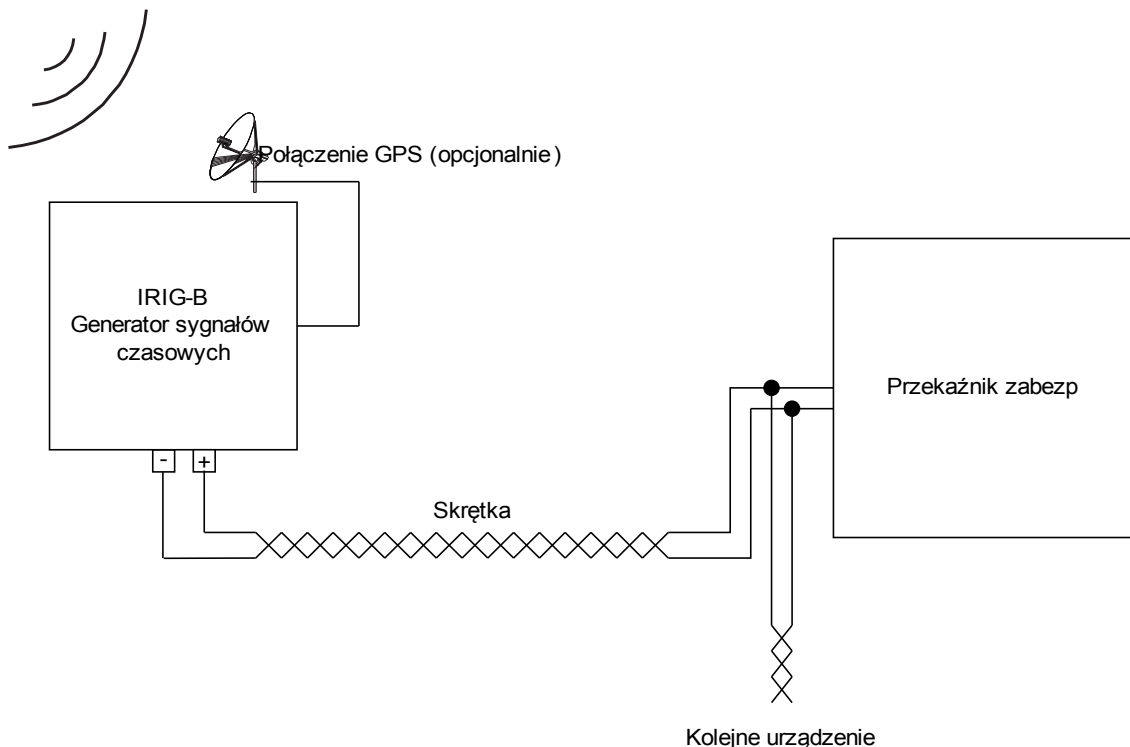 Połączenie GPS (opcjonalnie)
IRIG-B
Generator sygnałów
czasowych
Przekaźnik zabezp
- +
Skrętka
Kolejne urządzenie